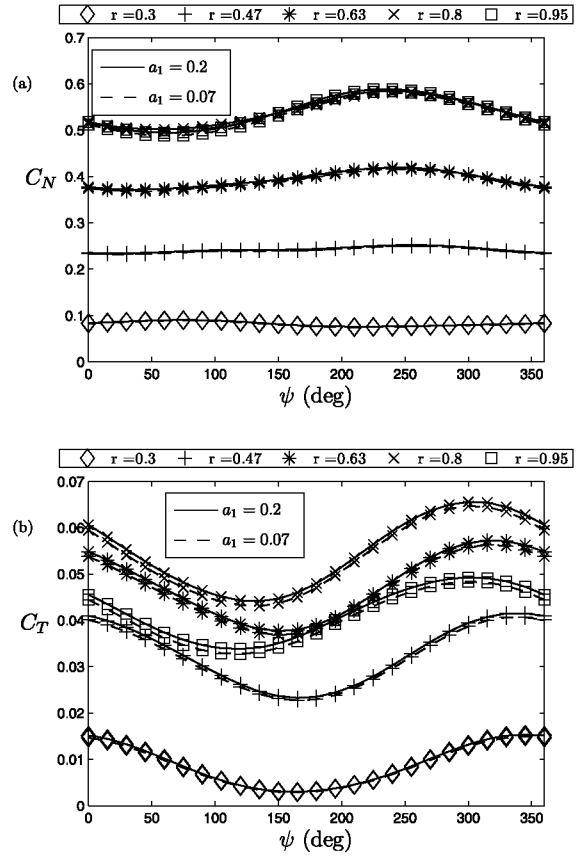 r = 0.3 r = 0.47 r = 0.63 r = 0.8 r = 0.95
0.7
(a)
a₁ = 0.2
a₁ = 0.07
0.6
0.5
0.4
C_N
0.3
0.2
0.1
0
0 50 100 150 200 250 300 350
ψ (deg)
r =0.3 r =0.47 r =0.63 r =0.8 r =0.95
0.07
(b)
a₁ = 0.2
a₁ = 0.07
0.06
0.05
0.04
C_T
0.03
0.02
0.01
0
0 50 100 150 200 250 300 350
ψ (deg)